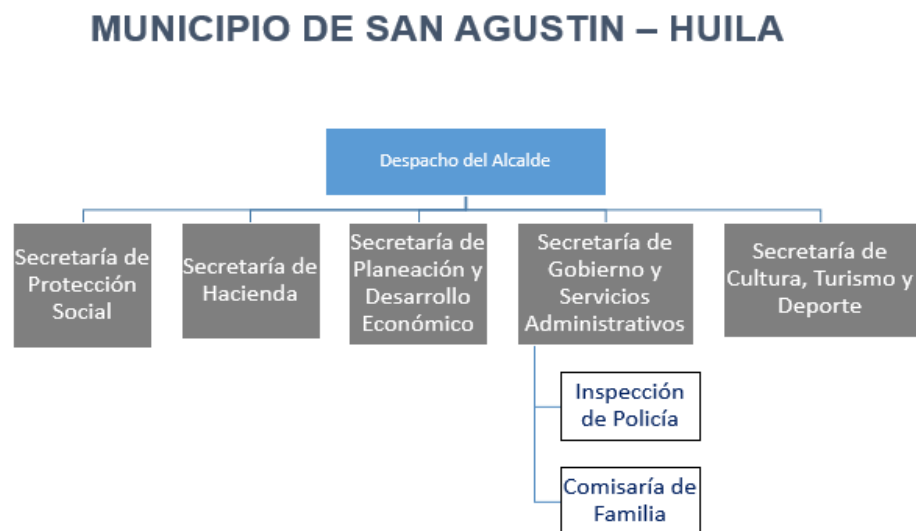 MUNICIPIO DE SAN AGUSTIN – HUILA
Despacho del Alcalde
Secretaría de
Protección
Social
Secretaría de
Hacienda
Secretaría de
Planeación y
Desarrollo
Económico
Secretaría de
Gobierno y
Servicios
Administrativos
Secretaría de
Cultura, Turismo y
Deporte
Inspección
de Policía
Comisaría de
Familia